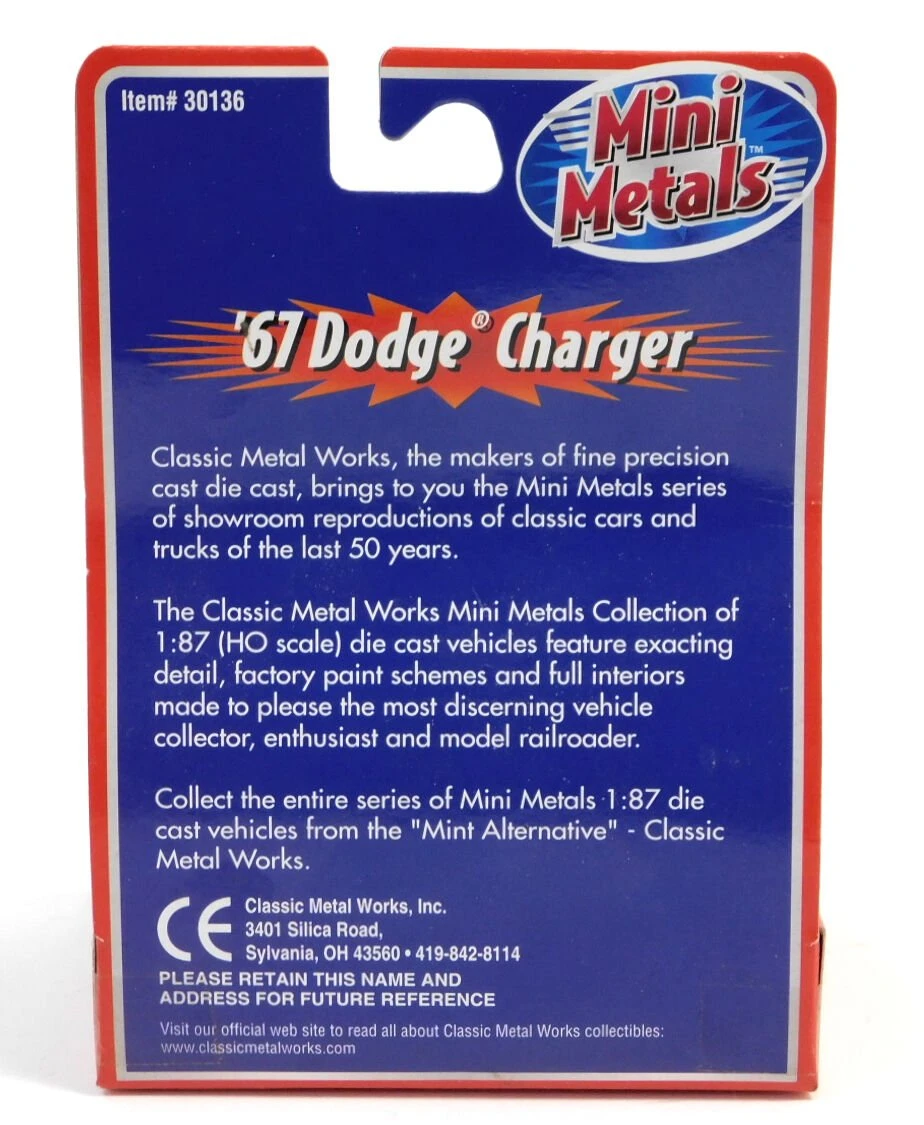 Item# 30136
Mini
Metals™
'67 Dodge® Charger
Classic Metal Works, the makers of fine precision
cast die cast, brings to you the Mini Metals series
of showroom reproductions of classic cars and
trucks of the last 50 years.
The Classic Metal Works Mini Metals Collection of
1:87 (HO scale) die cast vehicles feature exacting
detail, factory paint schemes and full interiors
made to please the most discerning vehicle
collector, enthusiast and model railroader.
Collect the entire series of Mini Metals 1:87 die
cast vehicles from the "Mint Alternative" - Classic
Metal Works.
CE
Classic Metal Works, Inc.
3401 Silica Road,
Sylvania, OH 43560 • 419-842-8114
PLEASE RETAIN THIS NAME AND
ADDRESS FOR FUTURE REFERENCE
Visit our official web site to read all about Classic Metal Works collectibles:
www.classicmetalworks.com